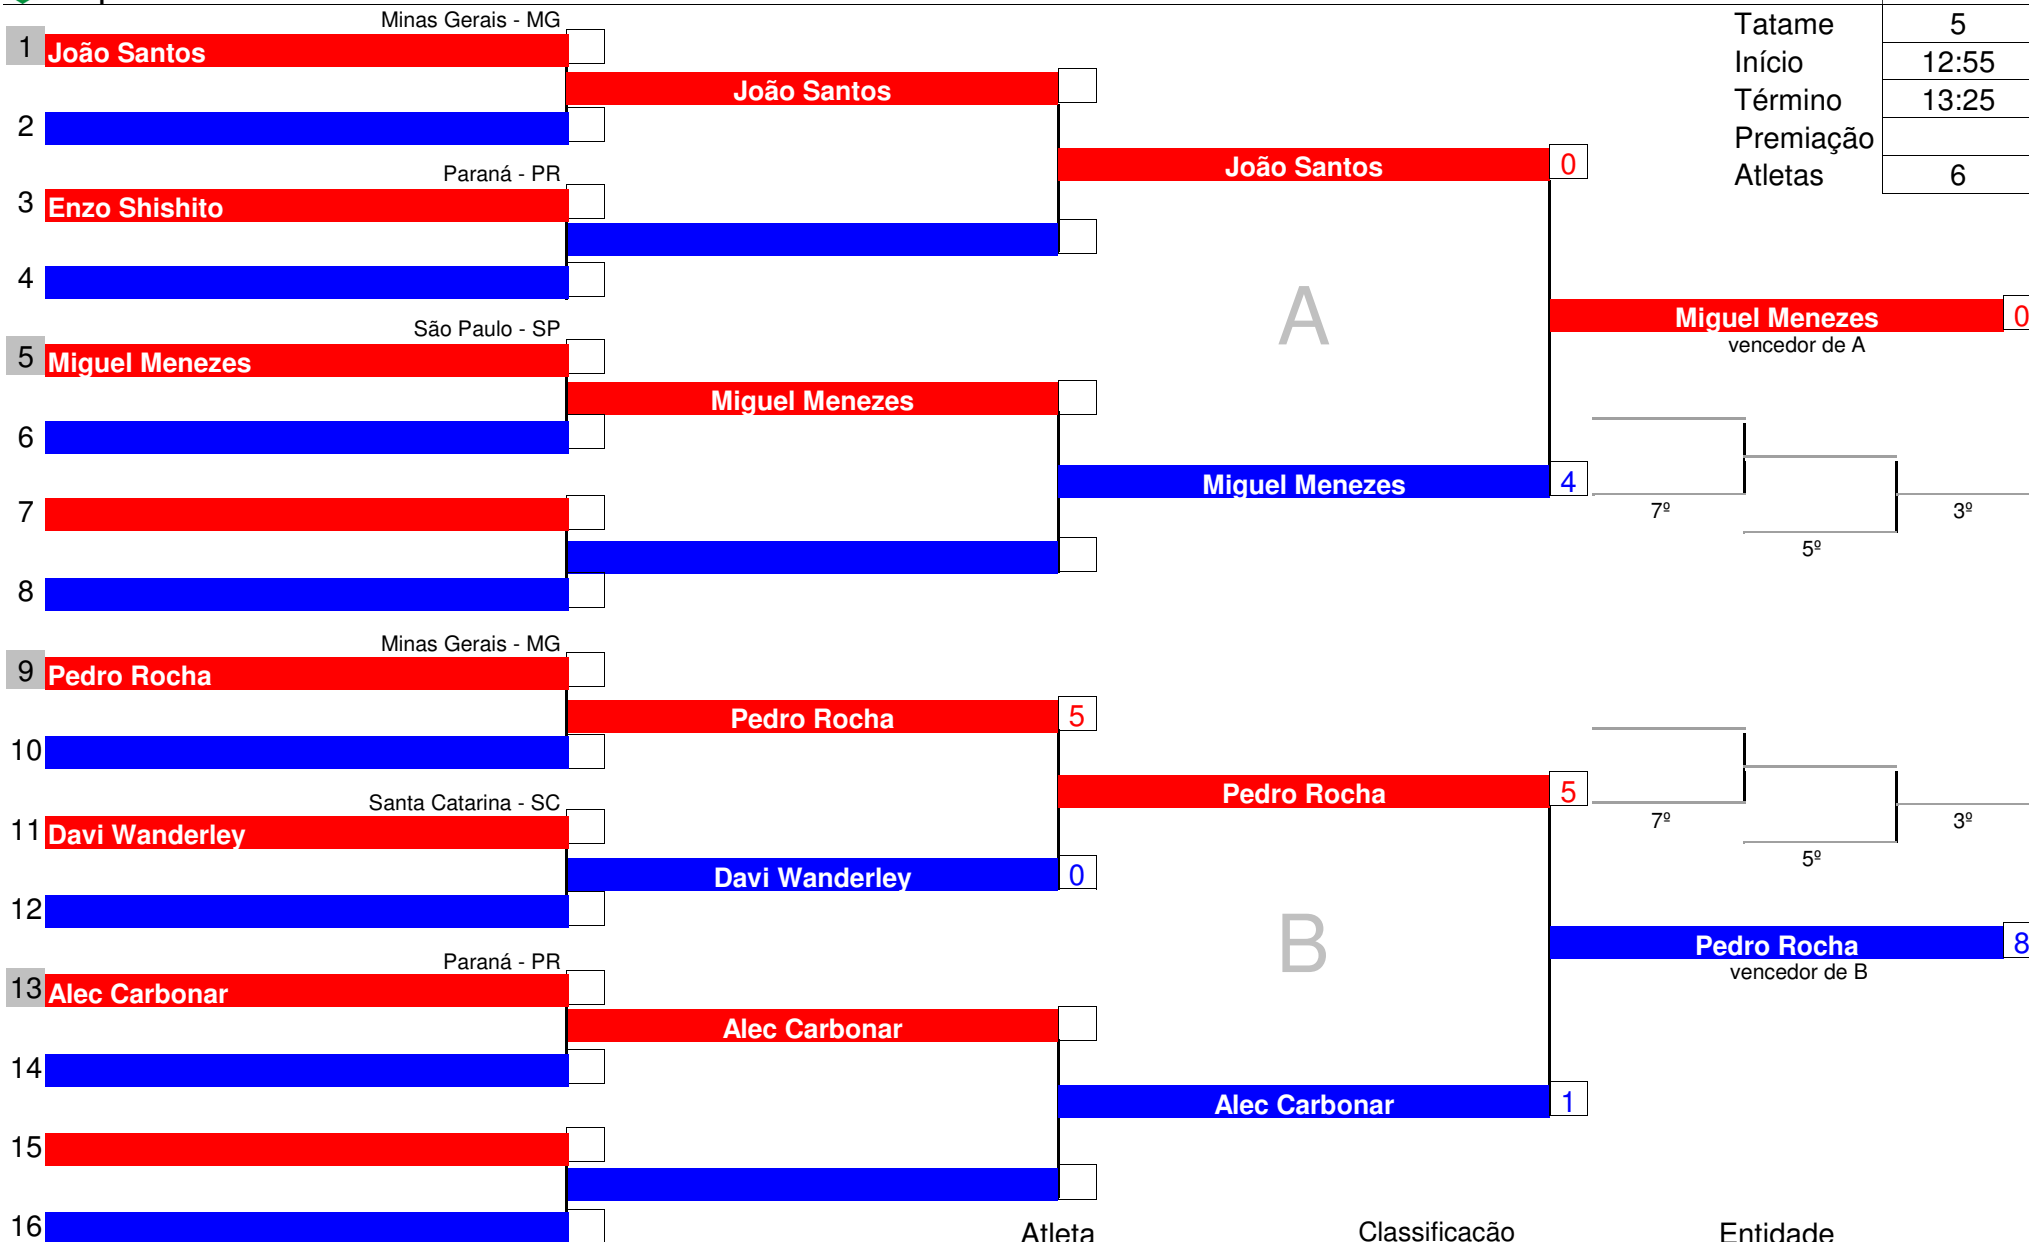 Minas Gerais - MG
1 João Santos
2
Paraná - PR
3 Enzo Shishito
4
São Paulo - SP
5 Miguel Menezes
6
7
8
Minas Gerais - MG
9 Pedro Rocha
10
Santa Catarina - SC
11 Davi Wanderley
12
Paraná - PR
13 Alec Carbonar
14
15
16
João Santos
Miguel Menezes
Pedro Rocha 5
Davi Wanderley 0
Alec Carbonar
João Santos 0
A
Miguel Menezes 4
Pedro Rocha 5
B
Alec Carbonar 1
Tatame 5
Início 12:55
Término 13:25
Premiação
Atletas 6
Miguel Menezes 0
vencedor de A
7º 3º
5º
7º 3º
5º
Pedro Rocha 8
vencedor de B
Atleta Classificação Entidade